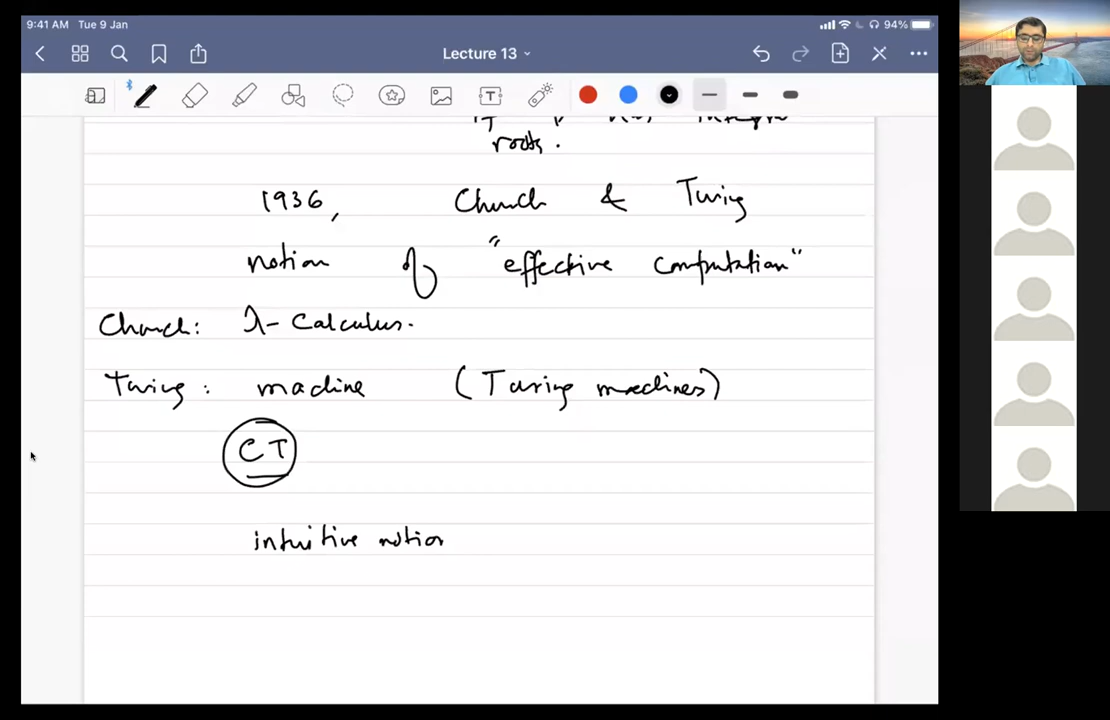 9:41 AM Tue 9 Jan
94%
Lecture 13
T
roots.
1936, Church & Turing
notion of "effective computation"
Church: λ- Calculus.
Turing: machine (Turing machines)
CT
intuitive notion